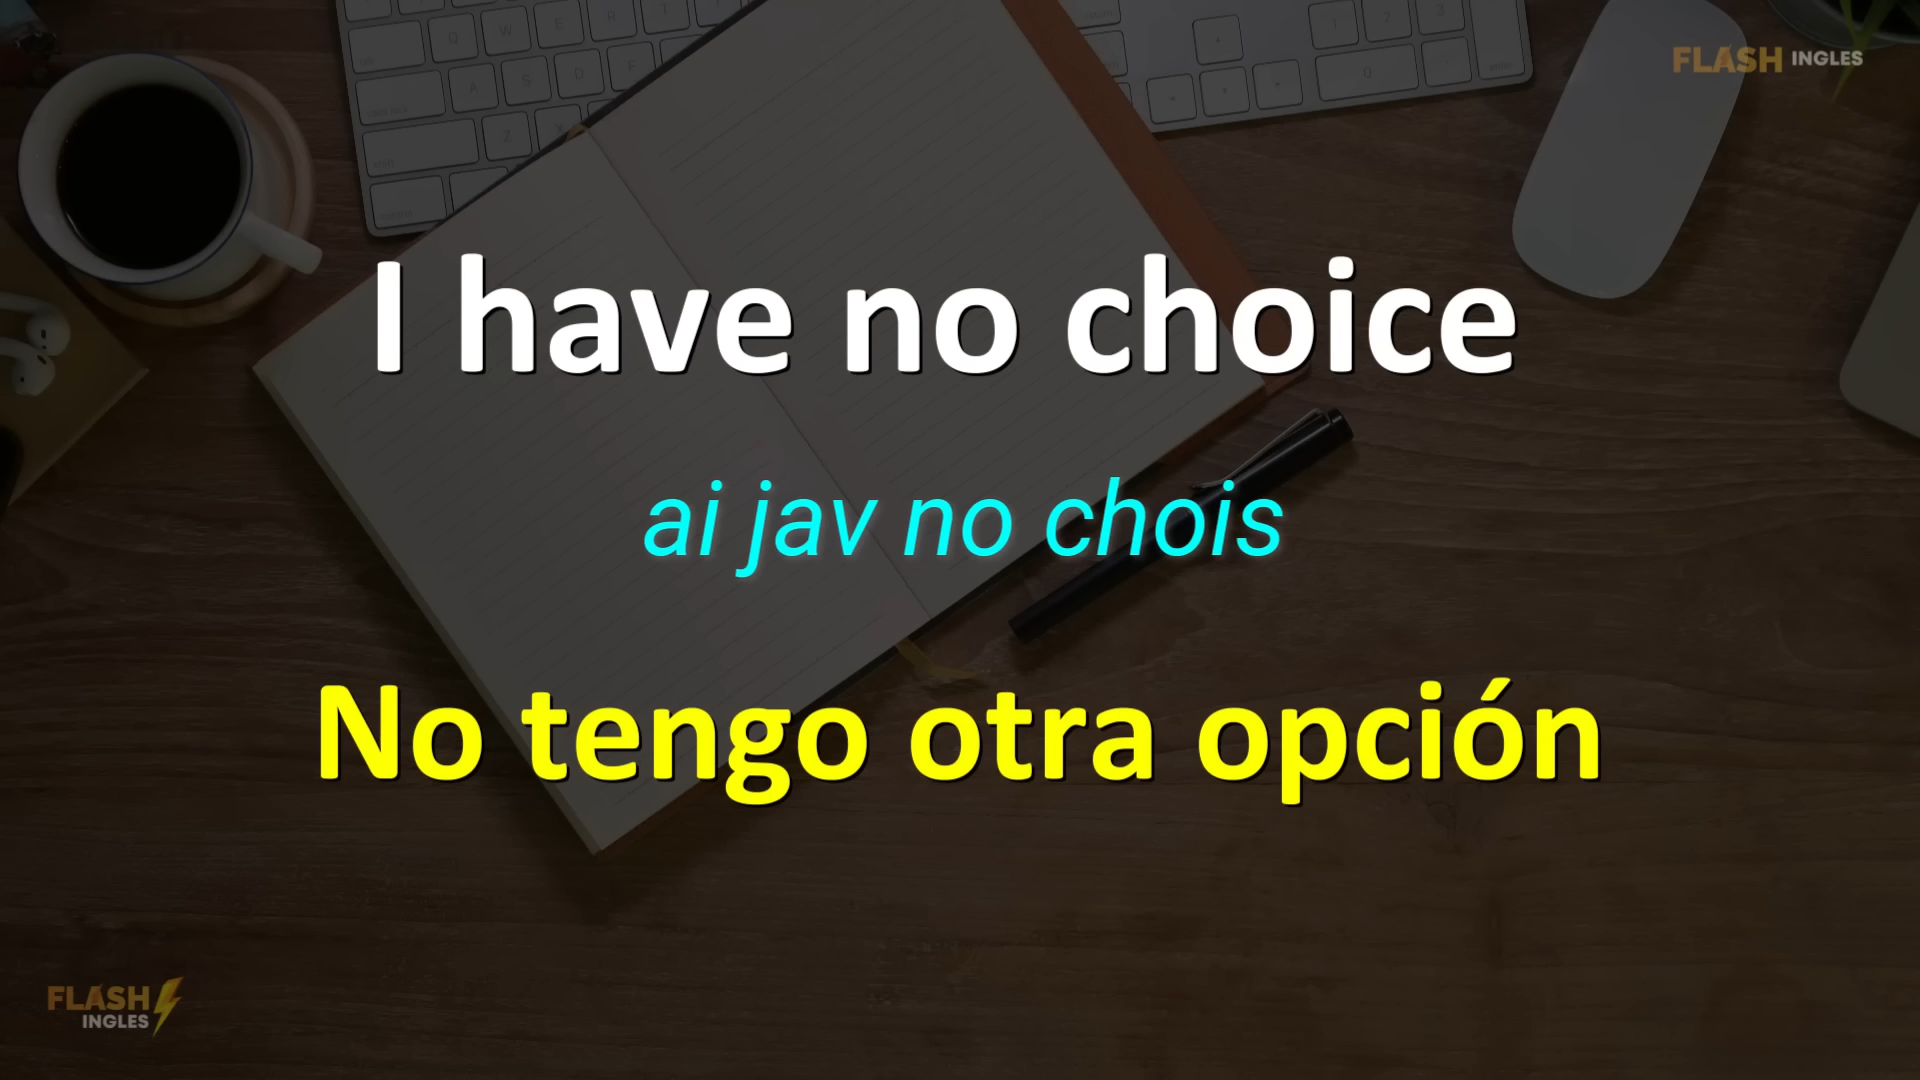 FLASH INGLES
I have no choice
ai jav no chois
No tengo otra opción
FLASH
INGLES